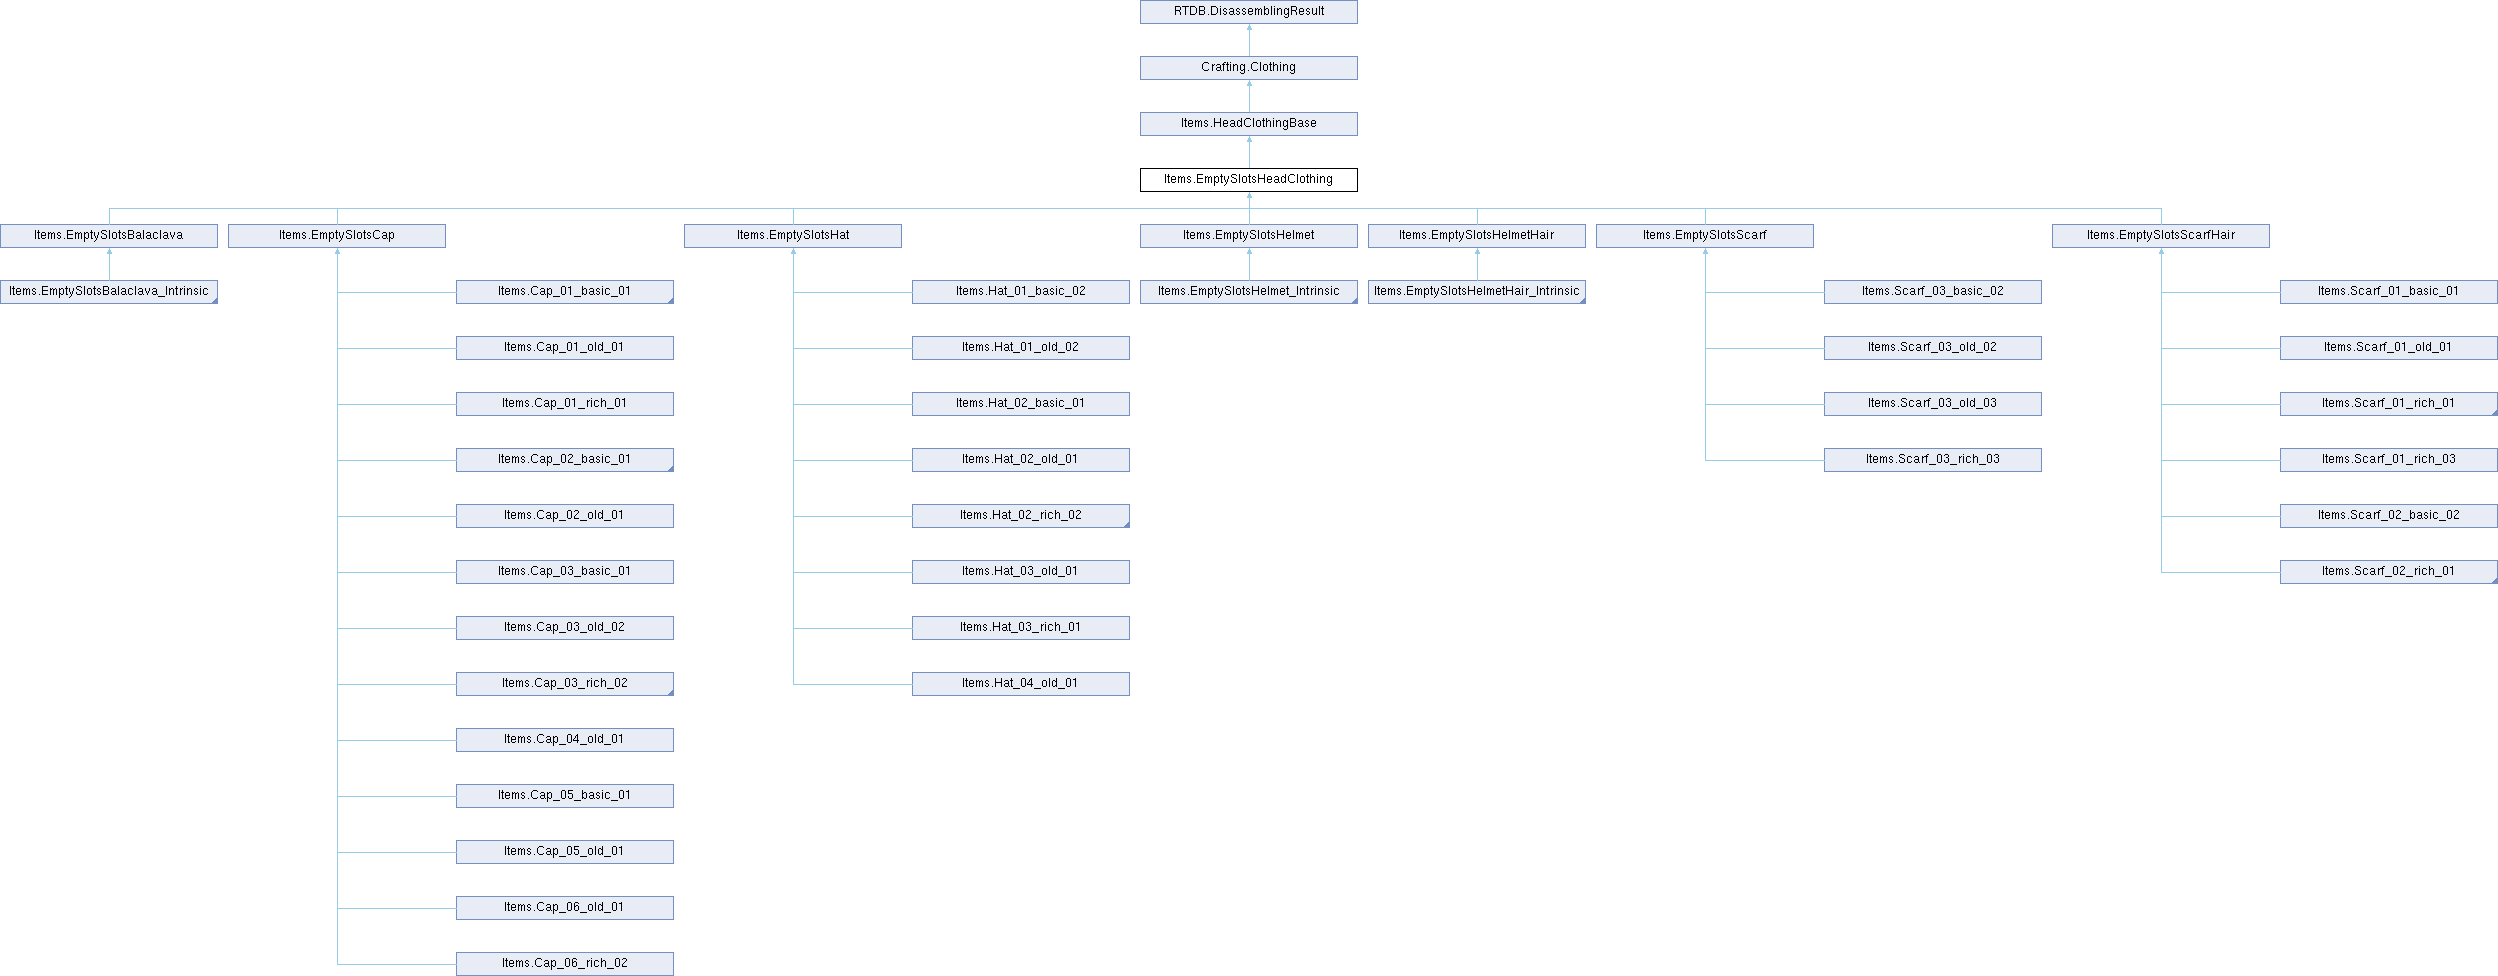 RTDB.DisassemblingResult
Crafting.Clothing
Items.HeadClothingBase
Items.EmptySlotsHeadClothing
Items.EmptySlotsBalaclava
Items.EmptySlotsCap
Items.EmptySlotsHat
Items.EmptySlotsHelmet
Items.EmptySlotsHelmetHair
Items.EmptySlotsScarf
Items.EmptySlotsScarfHair
Items.EmptySlotsBalaclava_Intrinsic
Items.Cap_01_basic_01
Items.Hat_01_basic_02
Items.EmptySlotsHelmet_Intrinsic
Items.EmptySlotsHelmetHair_Intrinsic
Items.Scarf_03_basic_02
Items.Scarf_01_basic_01
Items.Cap_01_old_01
Items.Hat_01_old_02
Items.Scarf_03_old_02
Items.Scarf_01_old_01
Items.Cap_01_rich_01
Items.Hat_02_basic_01
Items.Scarf_03_old_03
Items.Scarf_01_rich_01
Items.Cap_02_basic_01
Items.Hat_02_old_01
Items.Scarf_03_rich_03
Items.Scarf_01_rich_03
Items.Cap_02_old_01
Items.Hat_02_rich_02
Items.Scarf_02_basic_02
Items.Cap_03_basic_01
Items.Hat_03_old_01
Items.Scarf_02_rich_01
Items.Cap_03_old_02
Items.Hat_03_rich_01
Items.Cap_03_rich_02
Items.Hat_04_old_01
Items.Cap_04_old_01
Items.Cap_05_basic_01
Items.Cap_05_old_01
Items.Cap_06_old_01
Items.Cap_06_rich_02